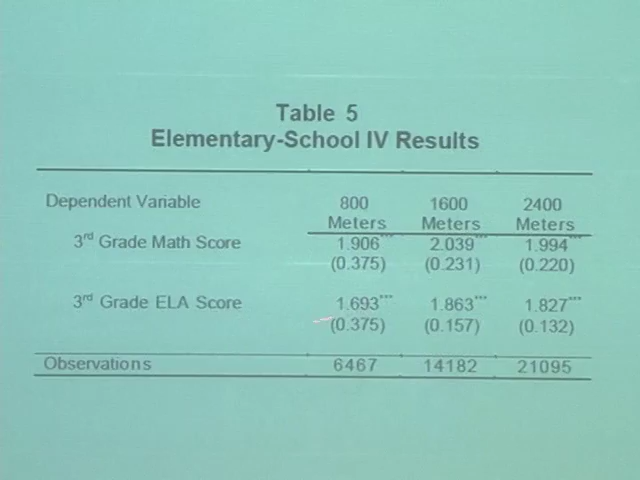 Table 5
Elementary-School IV Results
Dependent Variable 800 1600 2400
Meters Meters Meters
3rd Grade Math Score 1.906*** 2.039*** 1.994***
(0.375) (0.231) (0.220)
3rd Grade ELA Score 1.693*** 1.863*** 1.827***
(0.375) (0.157) (0.132)
Observations 6467 14182 21095